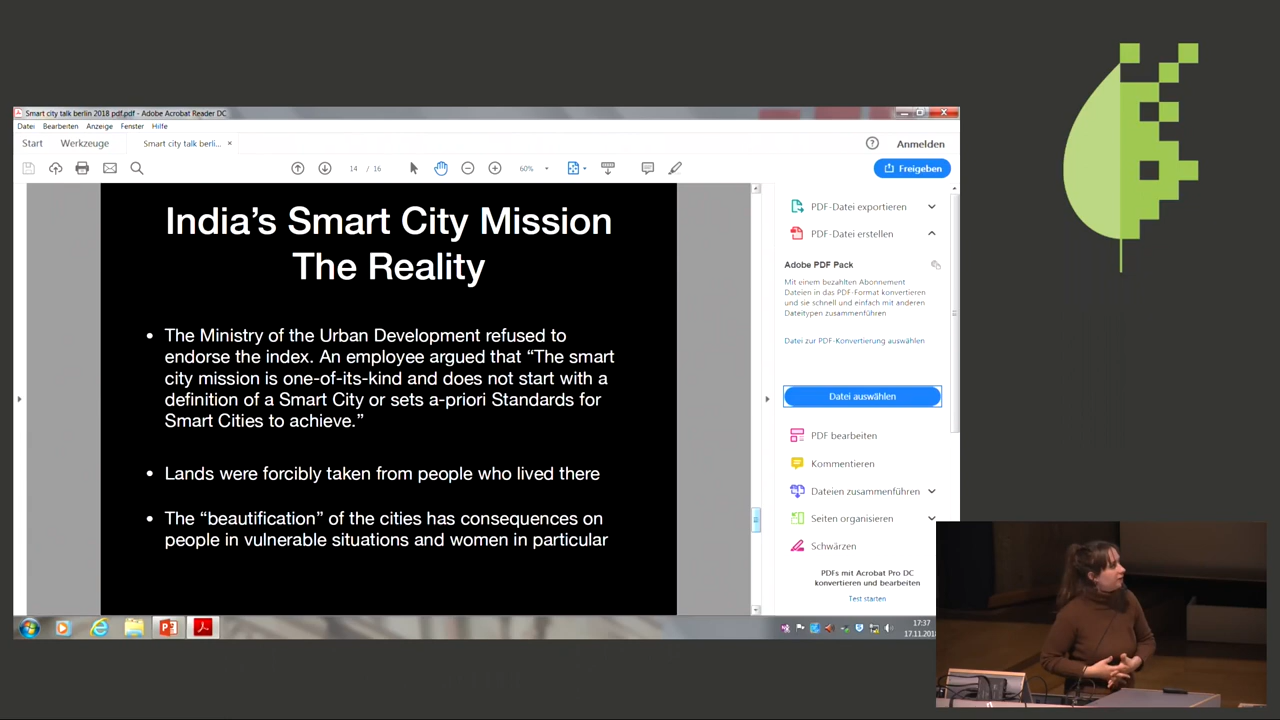 Smart city talk berlin 2018 pdf.pdf - Adobe Acrobat Reader DC
Datei Bearbeiten Anzeige Fenster Hilfe
Start Werkzeuge Smart city talk berli... × Anmelden
14 / 16 60% Freigeben
India’s Smart City Mission
The Reality
• The Ministry of the Urban Development refused to
endorse the index. An employee argued that “The smart
city mission is one-of-its-kind and does not start with a
definition of a Smart City or sets a-priori Standards for
Smart Cities to achieve.”
• Lands were forcibly taken from people who lived there
• The “beautification” of the cities has consequences on
people in vulnerable situations and women in particular
PDF-Datei exportieren
PDF-Datei erstellen
Adobe PDF Pack
Mit einem bezahlten Abonnement
Dateien in das PDF-Format konvertieren
und sie schnell und einfach mit anderen
Dateitypen zusammenführen
Datei zur PDF-Konvertierung auswählen
Datei auswählen
PDF bearbeiten
Kommentieren
Dateien zusammenführen
Seiten organisieren
Schwärzen
PDFs mit Acrobat Pro DC
konvertieren und bearbeiten
Test starten
17:37
17.11.201